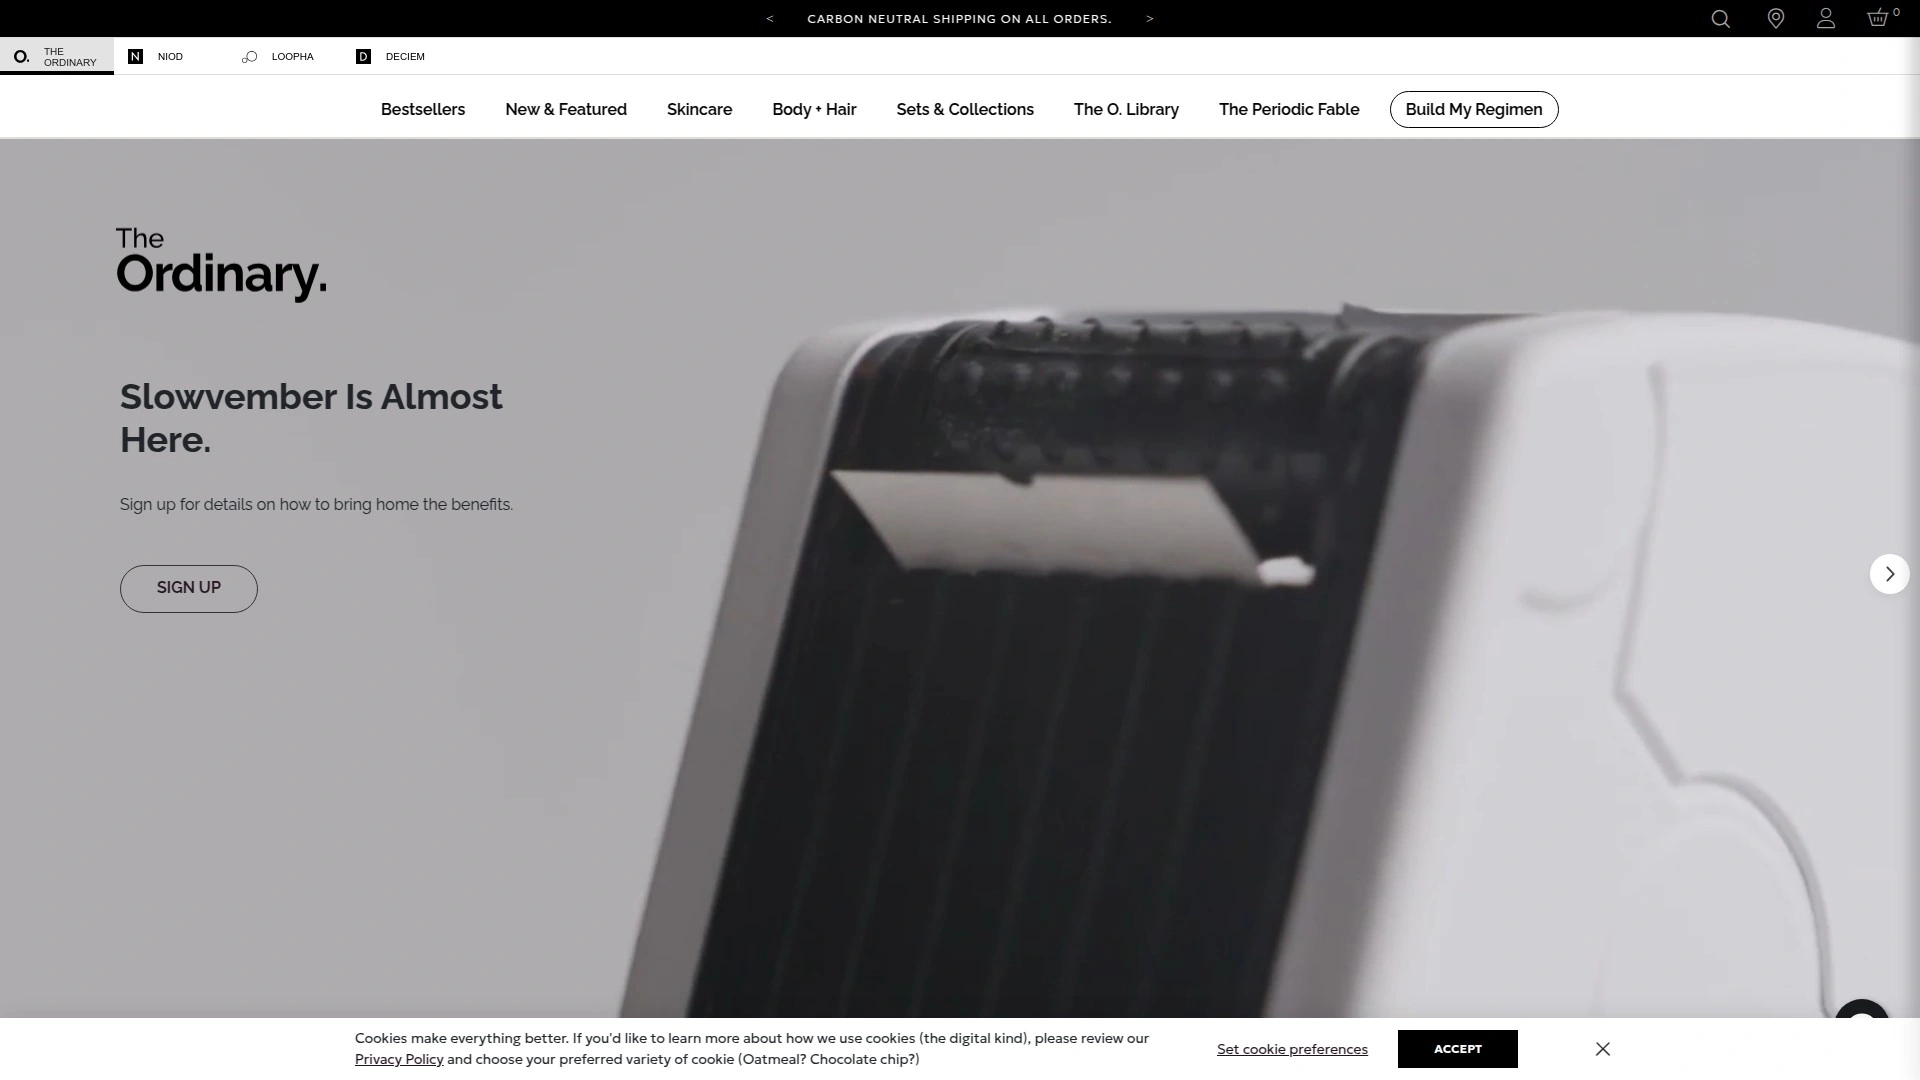 < CARBON NEUTRAL SHIPPING ON ALL ORDERS. >
0
O. THE ORDINARY
N NIOD
LOOPHA
D DECIEM
Bestsellers
New & Featured
Skincare
Body + Hair
Sets & Collections
The O. Library
The Periodic Fable
Build My Regimen
The
Ordinary.
Slowvember Is Almost
Here.
Sign up for details on how to bring home the benefits.
SIGN UP
Cookies make everything better. If you'd like to learn more about how we use cookies (the digital kind), please review our
Privacy Policy and choose your preferred variety of cookie (Oatmeal? Chocolate chip?)
Set cookie preferences
ACCEPT